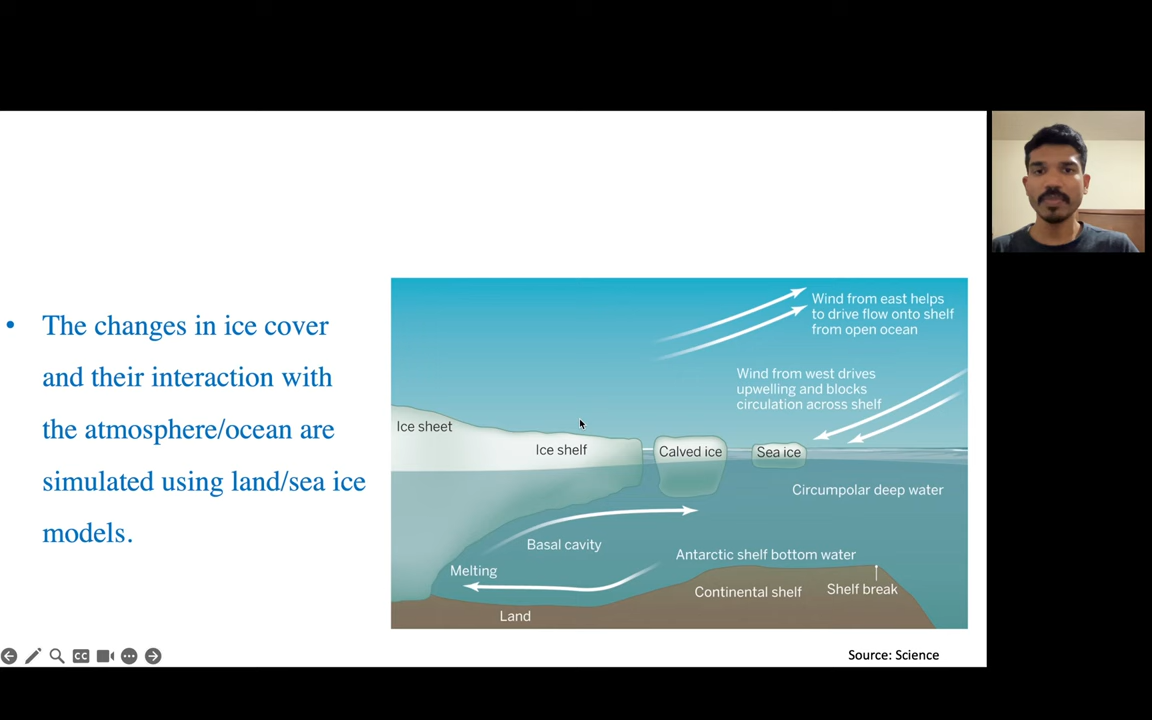 • The changes in ice cover
and their interaction with
the atmosphere/ocean are
simulated using land/sea ice
models.
Wind from east helps
to drive flow onto shelf
from open ocean
Wind from west drives
upwelling and blocks
circulation across shelf
Ice sheet
Ice shelf
Calved ice
Sea ice
Circumpolar deep water
Basal cavity
Antarctic shelf bottom water
Melting
Continental shelf
Shelf break
Land
CC
Source: Science